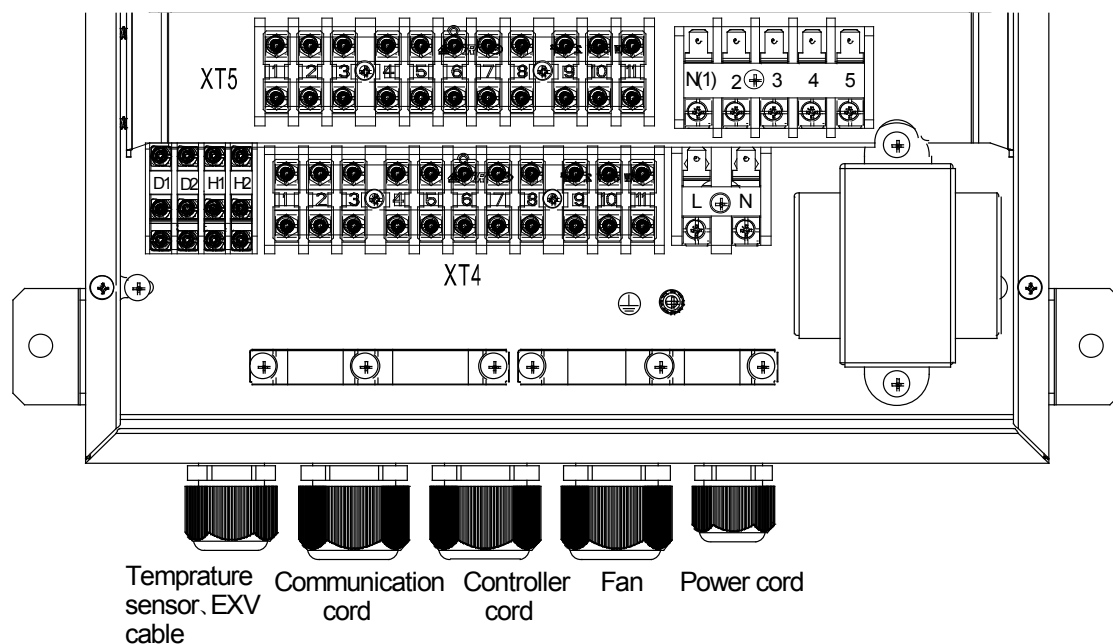 XT5
1 2 3 4 5 6 7 8 9 10 11
N(1) 2 3 4 5
D1 D2 H1 H2
1 2 3 4 5 6 7 8 9 10 11
L N
XT4
Temprature
sensor、EXV
cable
Communication
cord
Controller
cord
Fan
Power cord